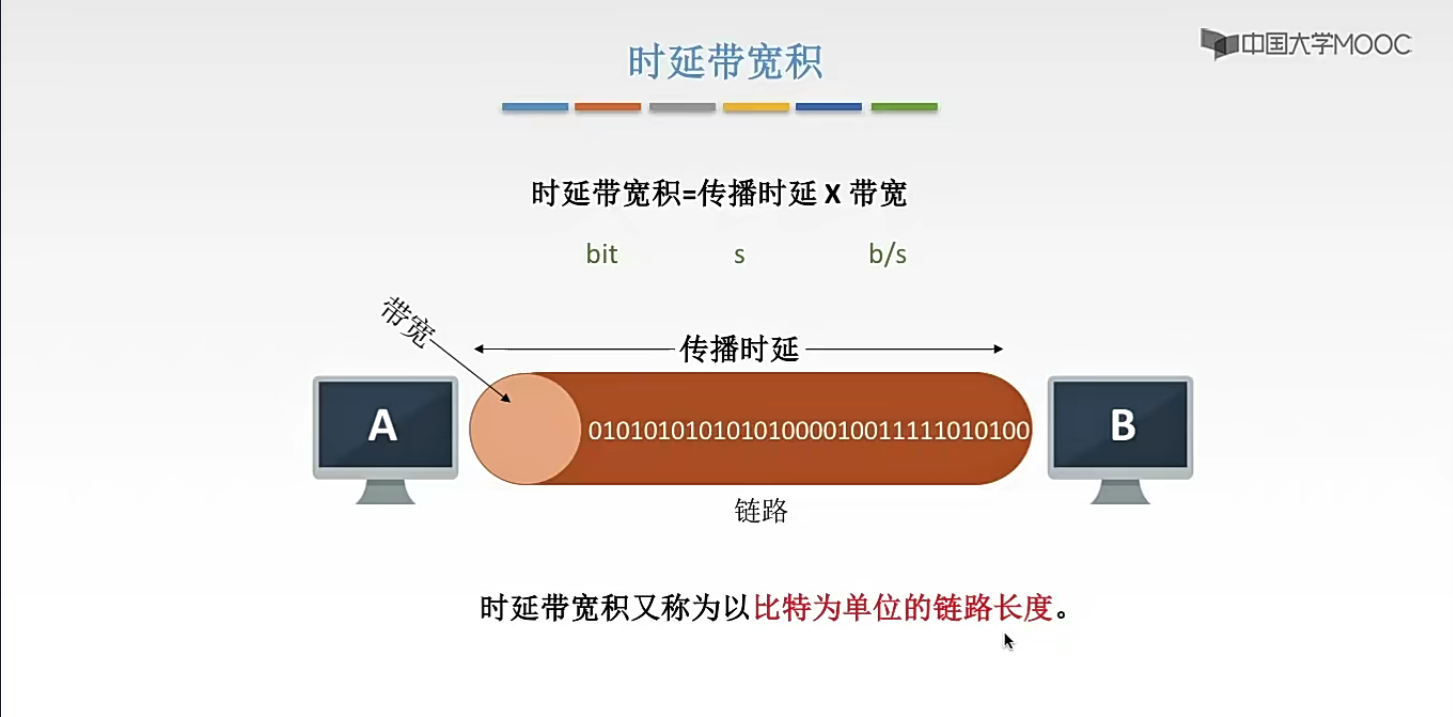 中国大学MOOC
时延带宽积
时延带宽积=传播时延 X 带宽
bit s b/s
带宽
传播时延
A
01010101010101000010011111010100
B
链路
时延带宽积又称为以比特为单位的链路长度。